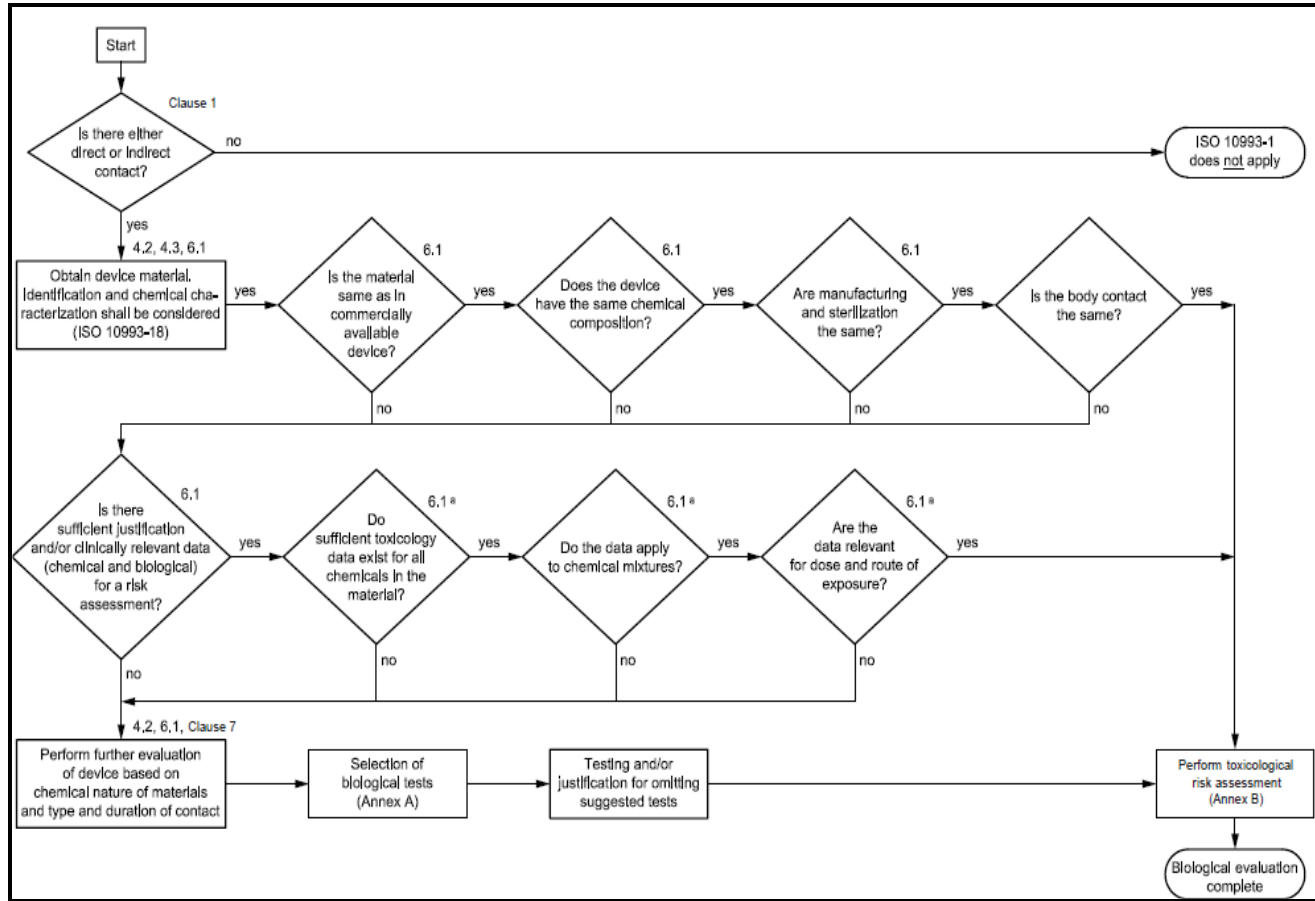 Start
Clause 1
Is there either
direct or indirect
contact?
no
ISO 10993-1
does not apply
yes
4.2, 4.3, 6.1
Obtain device material.
Identification and chemical cha-
racterization shall be considered
(ISO 10993-18)
yes
6.1
Is the material
same as in
commercially
available
device?
yes
6.1
Does the device
have the same chemical
composition?
yes
6.1
Are manufacturing
and sterilization
the same?
yes
Is the body contact
the same?
yes
no
no
no
no
6.1
Is there
sufficient justification
and/or clinically relevant data
(chemical and biological)
for a risk
assessment?
yes
6.1 a
Do
sufficient toxicology
data exist for all
chemicals in the
material?
yes
6.1 a
Do the data apply
to chemical mixtures?
yes
6.1 a
Are the
data relevant
for dose and route of
exposure?
yes
no
no
no
no
4.2, 6.1, Clause 7
Perform further evaluation
of device based on
chemical nature of materials
and type and duration of contact
Selection of
biological tests
(Annex A)
Testing and/or
justification for omitting
suggested tests
Perform toxicological
risk assessment
(Annex B)
Biological evaluation
complete